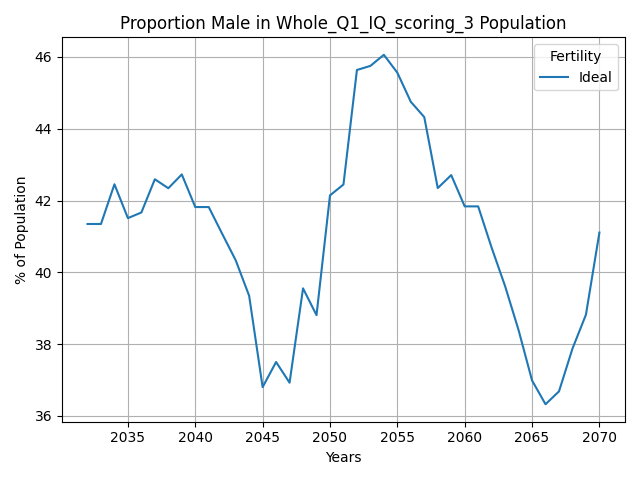 Proportion Male in Whole_Q1_IQ_scoring_3 Population
Fertility
Ideal
46
44
42
40
38
36
% of Population
2035 2040 2045 2050 2055 2060 2065 2070
Years